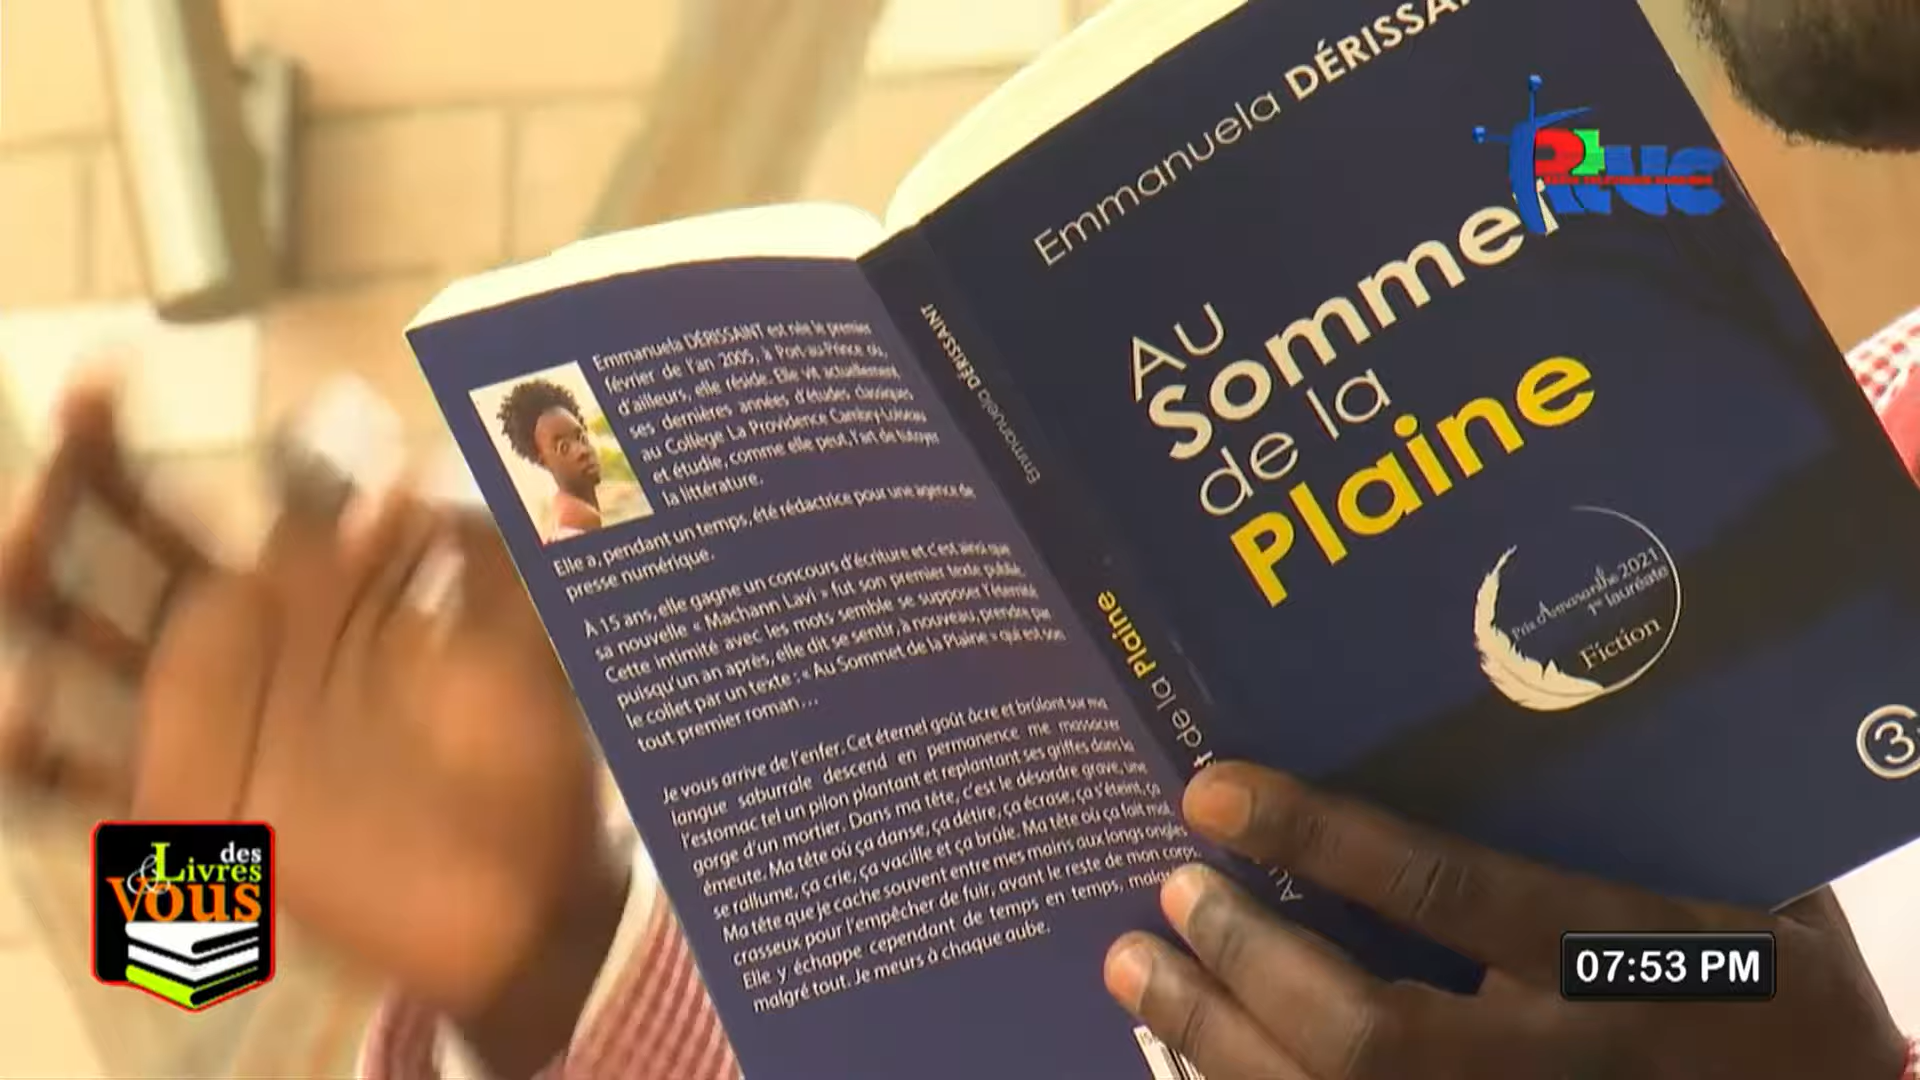 Emmanuela DÉRISSA
Au
Sommet
de la
Plaine
Prix d'Amaranthe 2021
1re lauréate
Fiction
3
Emmanuela DÉRISSAINT
de la Plaine
Au
Emmanuela DÉRISSAINT est née le premier
février de l'an 2005, à Port-au-Prince où,
d'ailleurs, elle réside. Elle vit actuellement
ses dernières années d'études classiques
au Collège La Providence
et étudie, comme elle peut, l'art de tutoyer
la littérature.
Elle a, pendant un temps, été rédactrice pour une agence de
presse numérique.
À 15 ans, elle gagne un concours d'écriture et c'est ainsi que
sa nouvelle « Machann Lavi » fut son premier texte publié.
Cette intimité avec les mots semble se supposer l'éternité
puisqu'un an après, elle dit se sentir, à nouveau, prendre par
le collet par un texte : « Au Sommet de la Plaine » qui est son
tout premier roman...
Je vous arrive de l'enfer. Cet éternel goût âcre et brûlant sur ma
langue saburrale descend en permanence me massacrer
l'estomac tel un pilon plantant et replantant ses griffes dans la
gorge d'un mortier. Dans ma tête, c'est le désordre grave, une
émeute. Ma tête où ça danse, ça détire, ça écrase, ça s'éteint, ça
se rallume, ça crie, ça vacille et ça brûle. Ma tête où ça fait mal.
Ma tête que je cache souvent entre mes mains aux longs ongles
crasseux pour l'empêcher de fuir, avant le reste de mon corps.
Elle y échappe cependant de temps en temps, malgré
malgré tout. Je meurs à chaque aube.
des
Livres
& Vous
07:53 PM